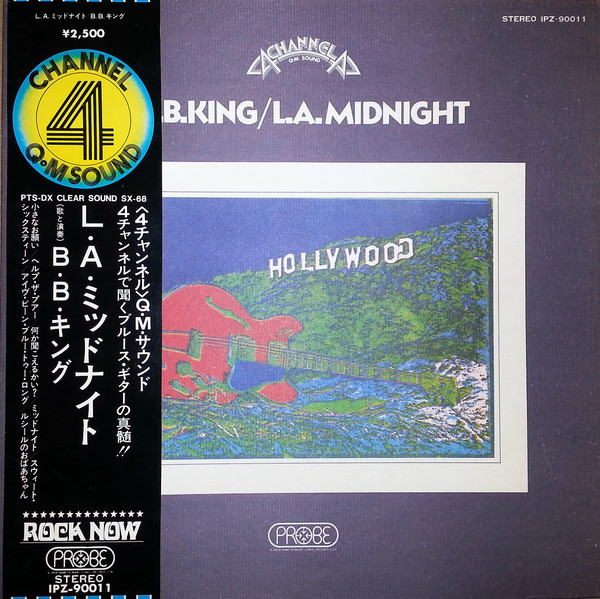 L.A.ミッドナイト B.B.キング
¥2,500
CHANNEL
4
Q・M SOUND
PTS-DX CLEAR SOUND SX-68
〈4チャンネル〉Q・M・サウンド
4チャンネルで聞くブルース・ギターの真髄!!
L・A・ミッドナイト
(歌と演奏) B・B・キング
小さなお願い ヘルプ・ザ・プアー 何か聞こえるかい? ミッドナイト スウィート・
シックスティーン アイヴ・ビーン・ブルー・トゥー・ロング ルシールのおばあちゃん
ROCK NOW
PROBE
STEREO
IPZ-90011
STEREO IPZ-90011
4CHANNEL4
Q・M SOUND
.B.KING/L.A.MIDNIGHT
HOLLYWOOD
PROBE